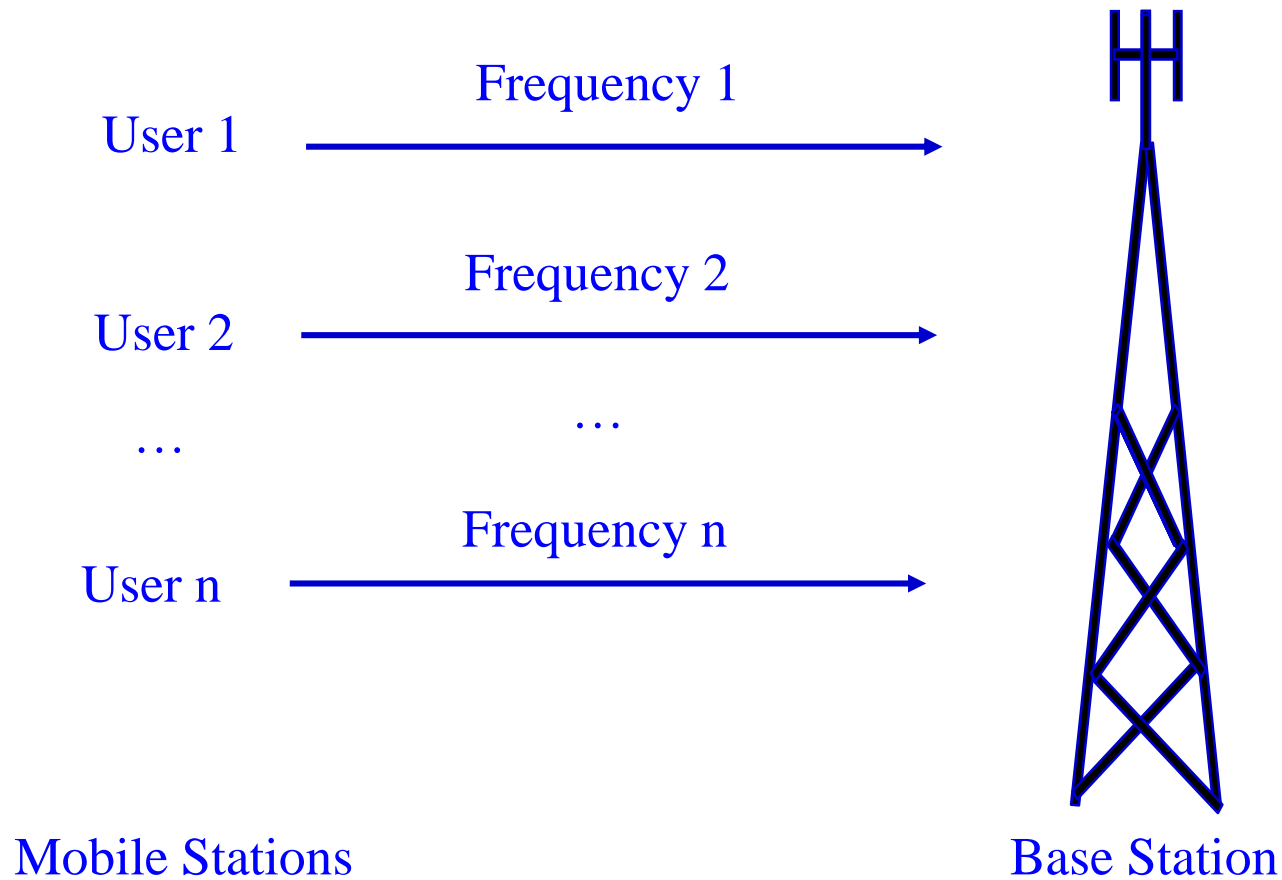 Frequency 1
User 1
Frequency 2
User 2
…
…
Frequency n
User n
Mobile Stations
Base Station